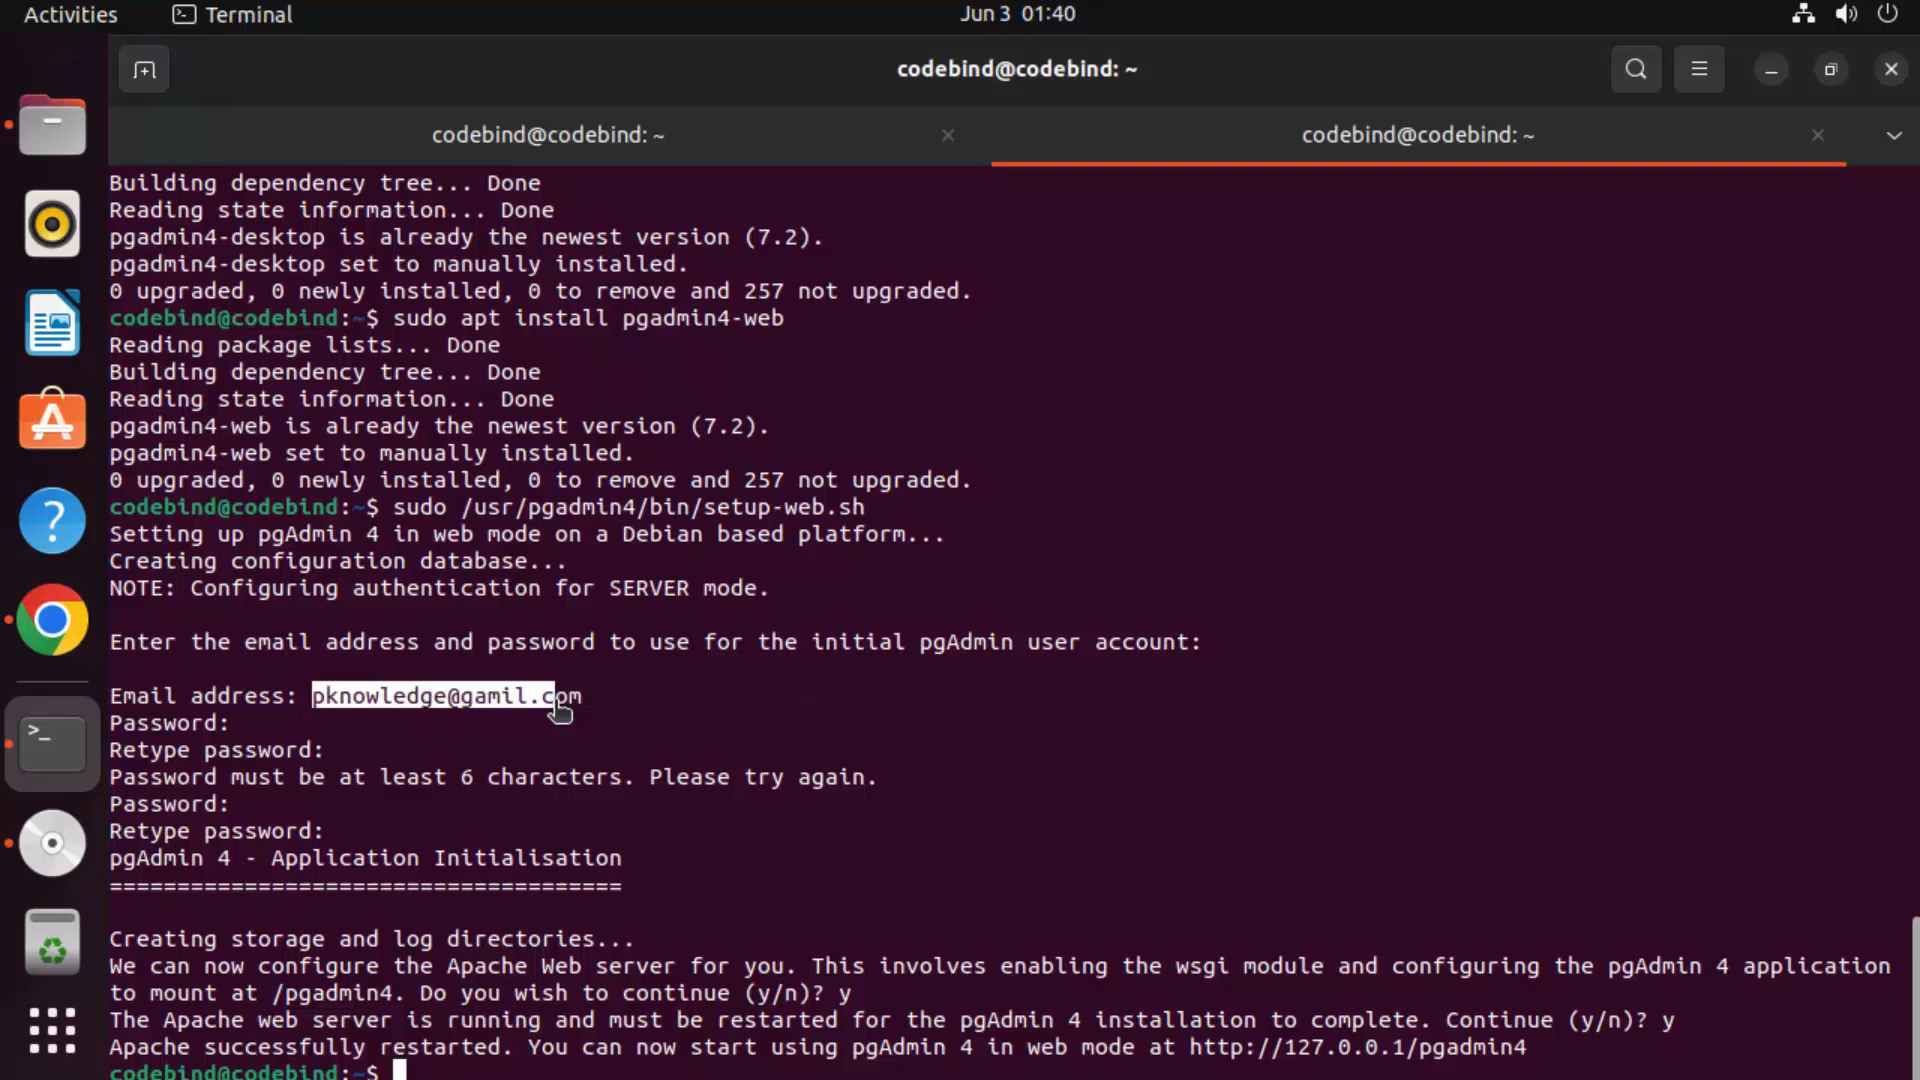 Activities
Terminal
Jun 3 01:40
codebind@codebind: ~
codebind@codebind: ~
codebind@codebind: ~
Building dependency tree... Done
Reading state information... Done
pgadmin4-desktop is already the newest version (7.2).
pgadmin4-desktop set to manually installed.
0 upgraded, 0 newly installed, 0 to remove and 257 not upgraded.
codebind@codebind:~$ sudo apt install pgadmin4-web
Reading package lists... Done
Building dependency tree... Done
Reading state information... Done
pgadmin4-web is already the newest version (7.2).
pgadmin4-web set to manually installed.
0 upgraded, 0 newly installed, 0 to remove and 257 not upgraded.
codebind@codebind:~$ sudo /usr/pgadmin4/bin/setup-web.sh
Setting up pgAdmin 4 in web mode on a Debian based platform...
Creating configuration database...
NOTE: Configuring authentication for SERVER mode.
Enter the email address and password to use for the initial pgAdmin user account:
Email address: pknowledge@gamil.com
Password:
Retype password:
Password must be at least 6 characters. Please try again.
Password:
Retype password:
pgAdmin 4 - Application Initialisation
======================================
Creating storage and log directories...
We can now configure the Apache Web server for you. This involves enabling the wsgi module and configuring the pgAdmin 4 application
to mount at /pgadmin4. Do you wish to continue (y/n)? y
The Apache web server is running and must be restarted for the pgAdmin 4 installation to complete. Continue (y/n)? y
Apache successfully restarted. You can now start using pgAdmin 4 in web mode at http://127.0.0.1/pgadmin4
codebind@codebind:~$